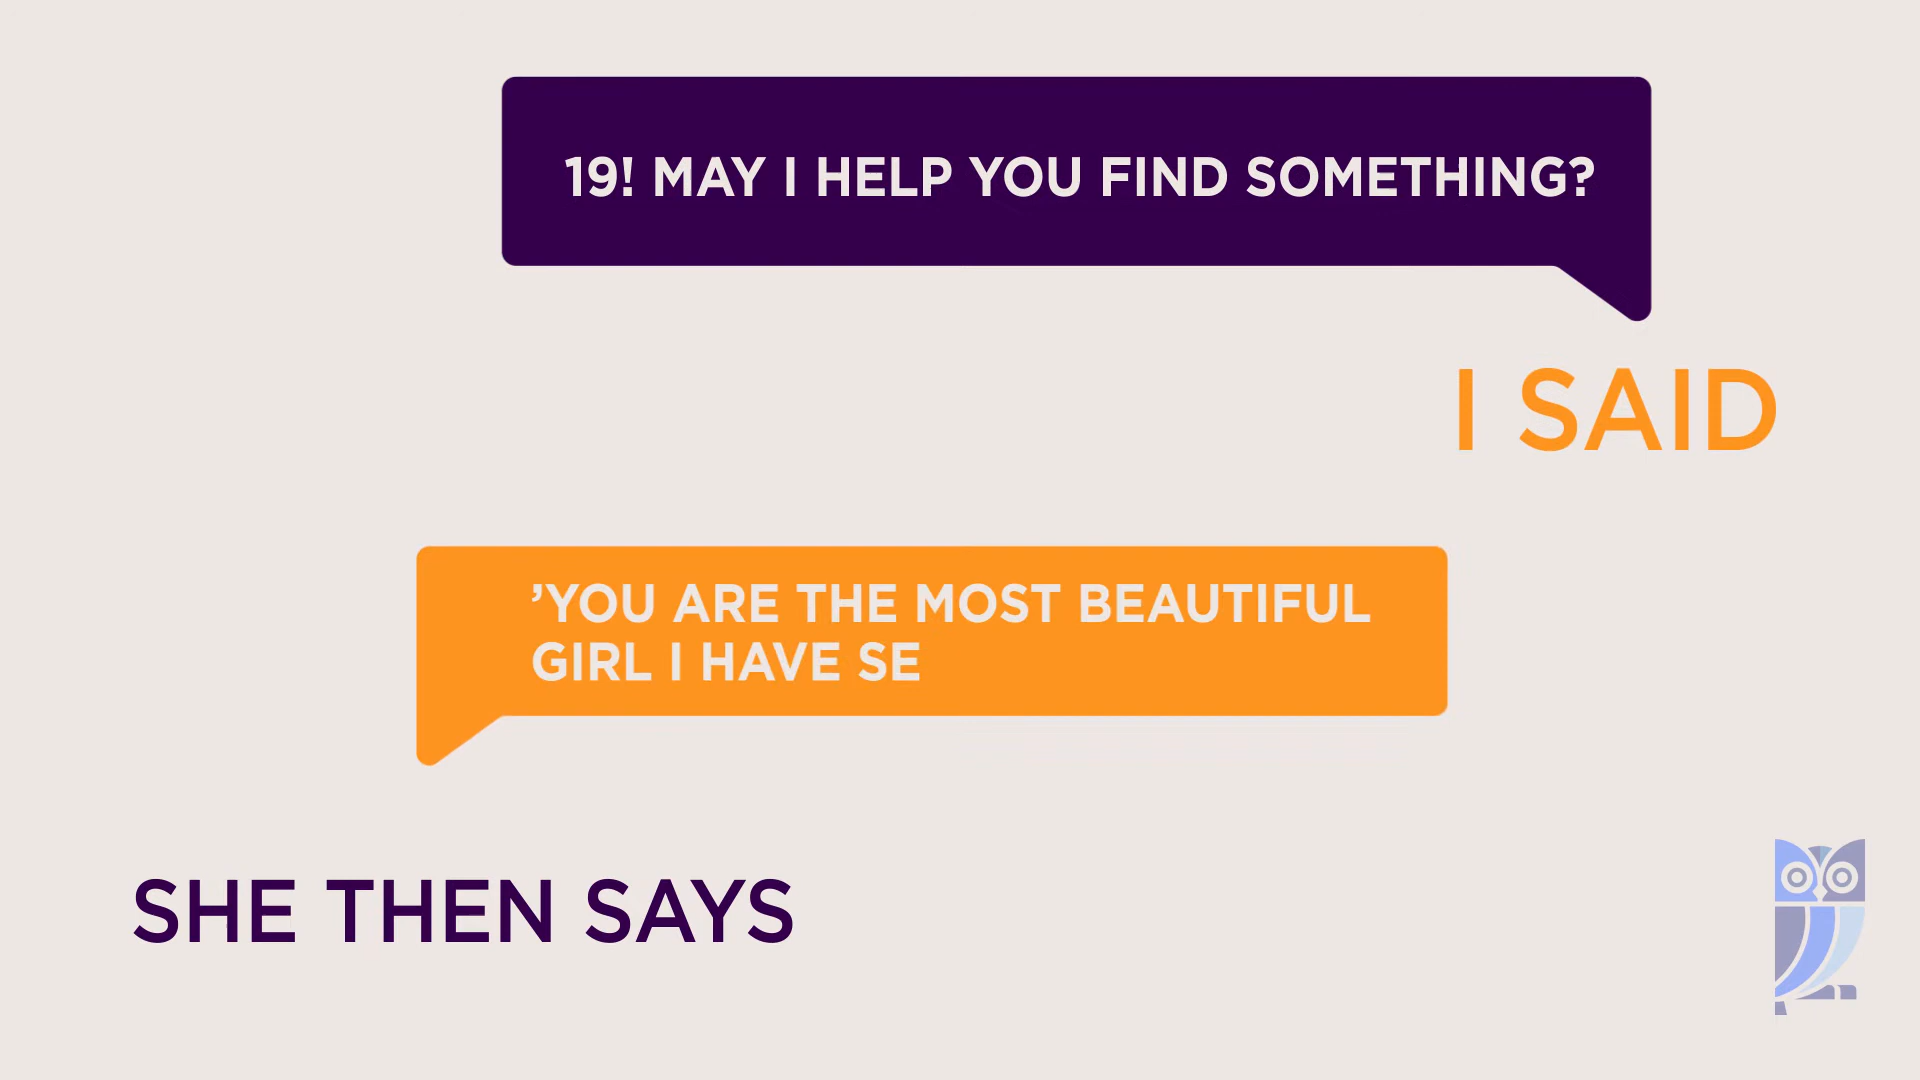 19! MAY I HELP YOU FIND SOMETHING?
I SAID
’YOU ARE THE MOST BEAUTIFUL
GIRL I HAVE SE
SHE THEN SAYS